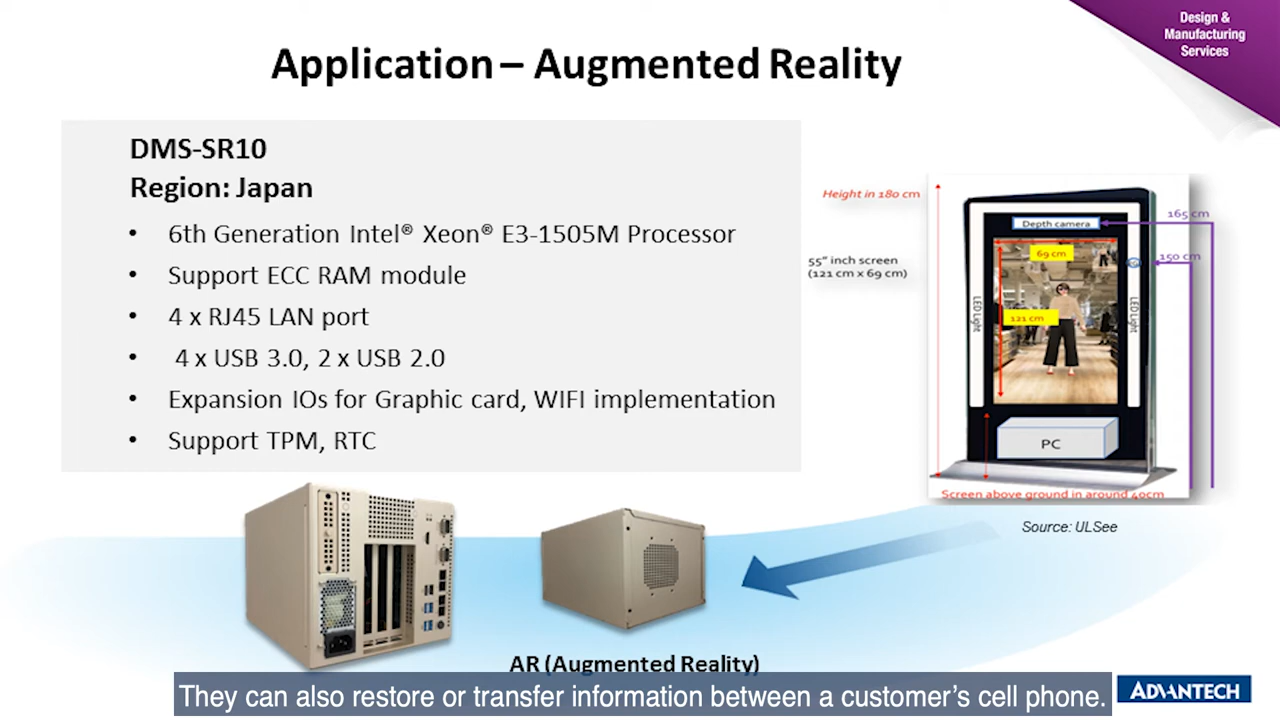 Design &
Manufacturing
Services
Application – Augmented Reality
DMS-SR10
Region: Japan
• 6th Generation Intel® Xeon® E3-1505M Processor
• Support ECC RAM module
• 4 x RJ45 LAN port
• 4 x USB 3.0, 2 x USB 2.0
• Expansion IOs for Graphic card, WIFI implementation
• Support TPM, RTC
Height in 180 cm
165 cm
Depth camera
69 cm
150 cm
55" inch screen
(121 cm x 69 cm)
LED Light
LED Light
121 cm
PC
Screen above ground in around 40cm
Source: ULSee
AR (Augmented Reality)
They can also restore or transfer information between a customer's cell phone.
ADVANTECH